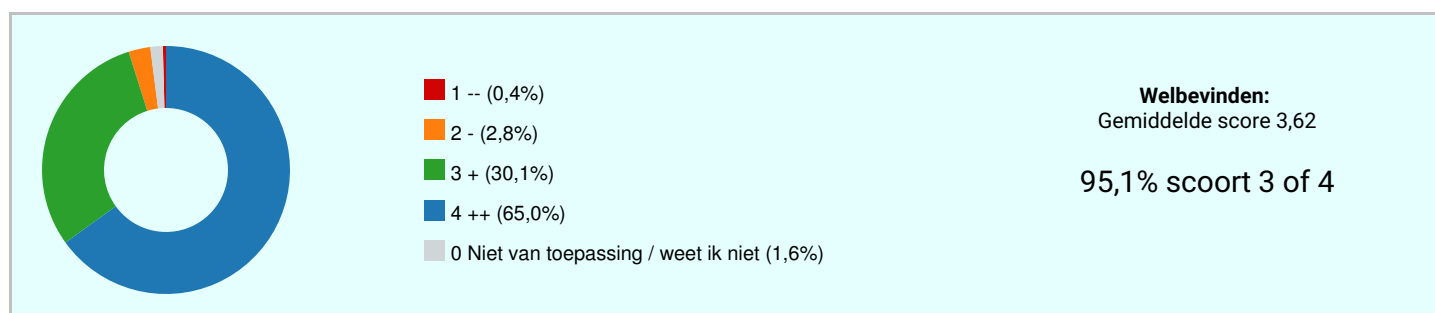 1 -- (0,4%)
2 - (2,8%)
3 + (30,1%)
4 ++ (65,0%)
0 Niet van toepassing / weet ik niet (1,6%)
Welbevinden:
Gemiddelde score 3,62
95,1% scoort 3 of 4